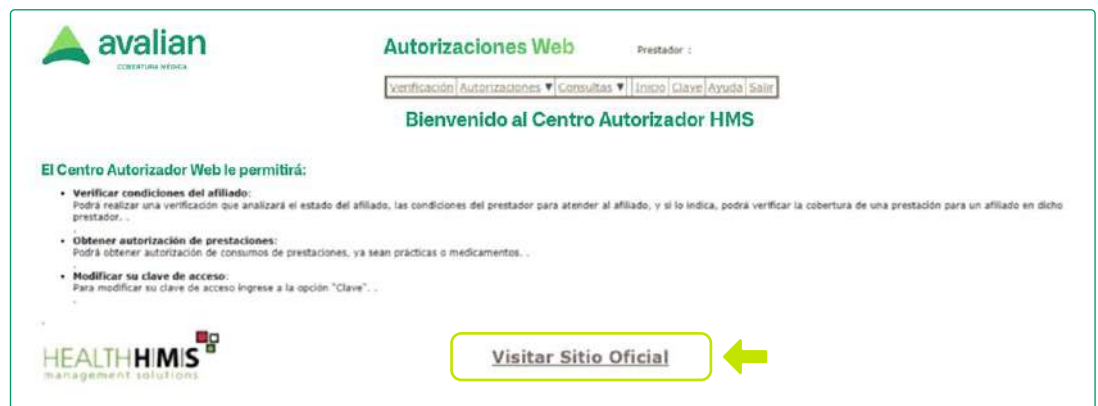 avalian
COBERTURA MÉDICA
Autorizaciones Web
Prestador :
Verificación Autorizaciones ▼ Consultas ▼ Inicio Clave Ayuda Salir
Bienvenido al Centro Autorizador HMS
El Centro Autorizador Web le permitirá:
• Verificar condiciones del afiliado:
Podrá realizar una verificación que analizará el estado del afiliado, las condiciones del prestador para atender al afiliado, y si lo indica, podrá verificar la cobertura de una prestación para un afiliado en dicho
prestador. .
.
• Obtener autorización de prestaciones:
Podrá obtener autorización de consumos de prestaciones, ya sean prácticas o medicamentos. .
.
• Modificar su clave de acceso:
Para modificar su clave de acceso ingrese a la opción "Clave". .
.
.
HEALTH HMS
management solutions
Visitar Sitio Oficial